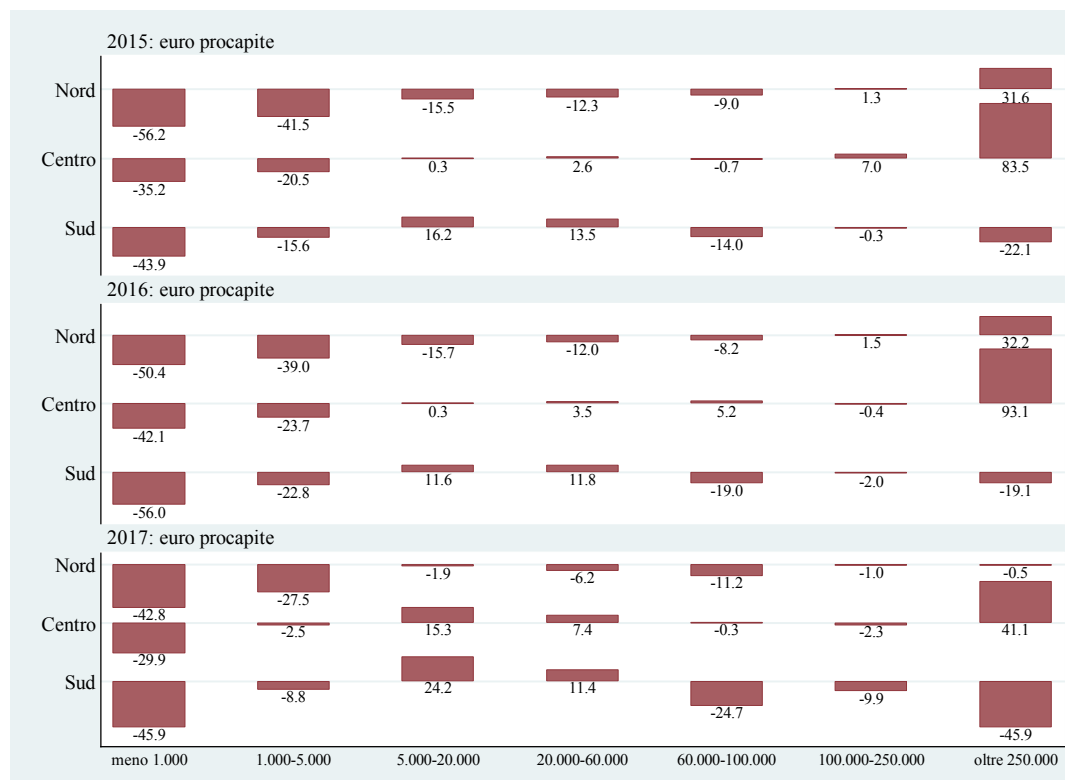 2015: euro procapite
Nord
-56.2 -41.5 -15.5 -12.3 -9.0 1.3 31.6
Centro
-35.2 -20.5 0.3 2.6 -0.7 7.0 83.5
Sud
-43.9 -15.6 16.2 13.5 -14.0 -0.3 -22.1
2016: euro procapite
Nord
-50.4 -39.0 -15.7 -12.0 -8.2 1.5 32.2
Centro
-42.1 -23.7 0.3 3.5 5.2 -0.4 93.1
Sud
-56.0 -22.8 11.6 11.8 -19.0 -2.0 -19.1
2017: euro procapite
Nord
-42.8 -27.5 -1.9 -6.2 -11.2 -1.0 -0.5
Centro
-29.9 -2.5 15.3 7.4 -0.3 -2.3 41.1
Sud
-45.9 -8.8 24.2 11.4 -24.7 -9.9 -45.9
meno 1.000 1.000-5.000 5.000-20.000 20.000-60.000 60.000-100.000 100.000-250.000 oltre 250.000